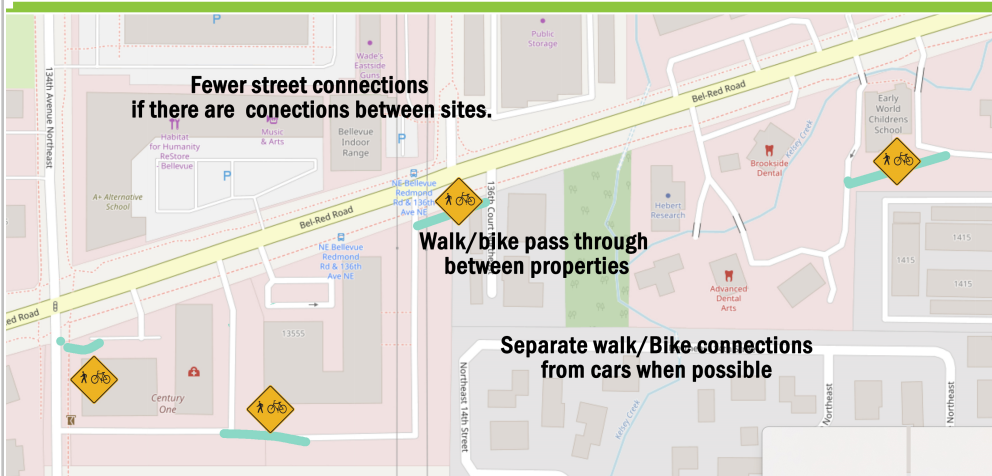 P
134th Avenue Northeast
Wade's
Eastside
Guns
Public
Storage
Fewer street connections
if there are  conections between sites.
Bel-Red Road
Habitat
for Humanity
ReStore
- Bellevue
Music
& Arts
Bellevue
Indoor
Range
P
P
A+ Alternative
School
Early
World
Childrens
School
Kelsey Creek
Brookside
Dental
NE Bellevue
Redmond
Rd & 136th
Ave NE
136th Court
Bel-Red Road
Hebert
Research
Walk/bike pass through
between properties
NE Bellevue
Redmond
Rd & 136th
Ave NE
1415
1415
Advanced
Dental
Arts
ed Road
13555
Separate walk/Bike connections
from cars when possible
Century
One
Northeast 14th Street
Kelsey Creek
Northeast
Northeast